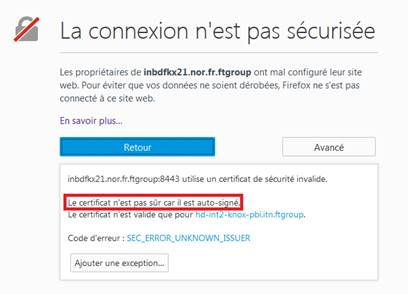 La connexion n'est pas sécurisée
Les propriétaires de inbdfkx21.nor.fr.ftgroup ont mal configuré leur site
web. Pour éviter que vos données ne soient dérobées, Firefox ne s'est pas
connecté à ce site web.
En savoir plus...
Retour
Avancé
inbdfkx21.nor.fr.ftgroup:8443 utilise un certificat de sécurité invalide.
Le certificat n'est pas sûr car il est auto-signé.
Le certificat n'est valide que pour hd-int2-knox-pbi.itn.ftgroup.
Code d'erreur : SEC_ERROR_UNKNOWN_ISSUER
Ajouter une exception...